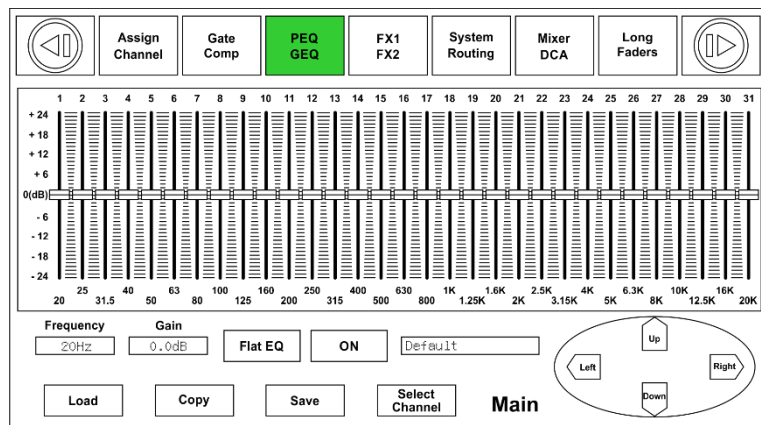 Assign Channel
Gate Comp
PEQ GEQ
FX1 FX2
System Routing
Mixer DCA
Long Faders
1 2 3 4 5 6 7 8 9 10 11 12 13 14 15 16 17 18 19 20 21 22 23 24 25 26 27 28 29 30 31
+ 24
+ 18
+ 12
+ 6
0(dB)
- 6
- 12
- 18
- 24
25 40 63 100 160 250 400 630 1K 1.6K 2.5K 4K 6.3K 10K 16K
20 31.5 50 80 125 200 315 500 800 1.25K 2K 3.15K 5K 8K 12.5K 20K
Frequency
20Hz
Gain
0.0dB
Flat EQ
ON
Default
Up
Left
Right
Down
Load
Copy
Save
Select Channel
Main